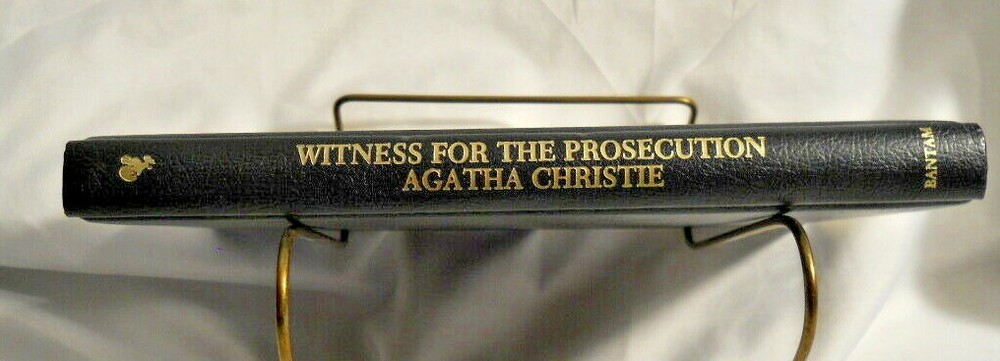 WITNESS FOR THE PROSECUTION
AGATHA CHRISTIE
BANTAM